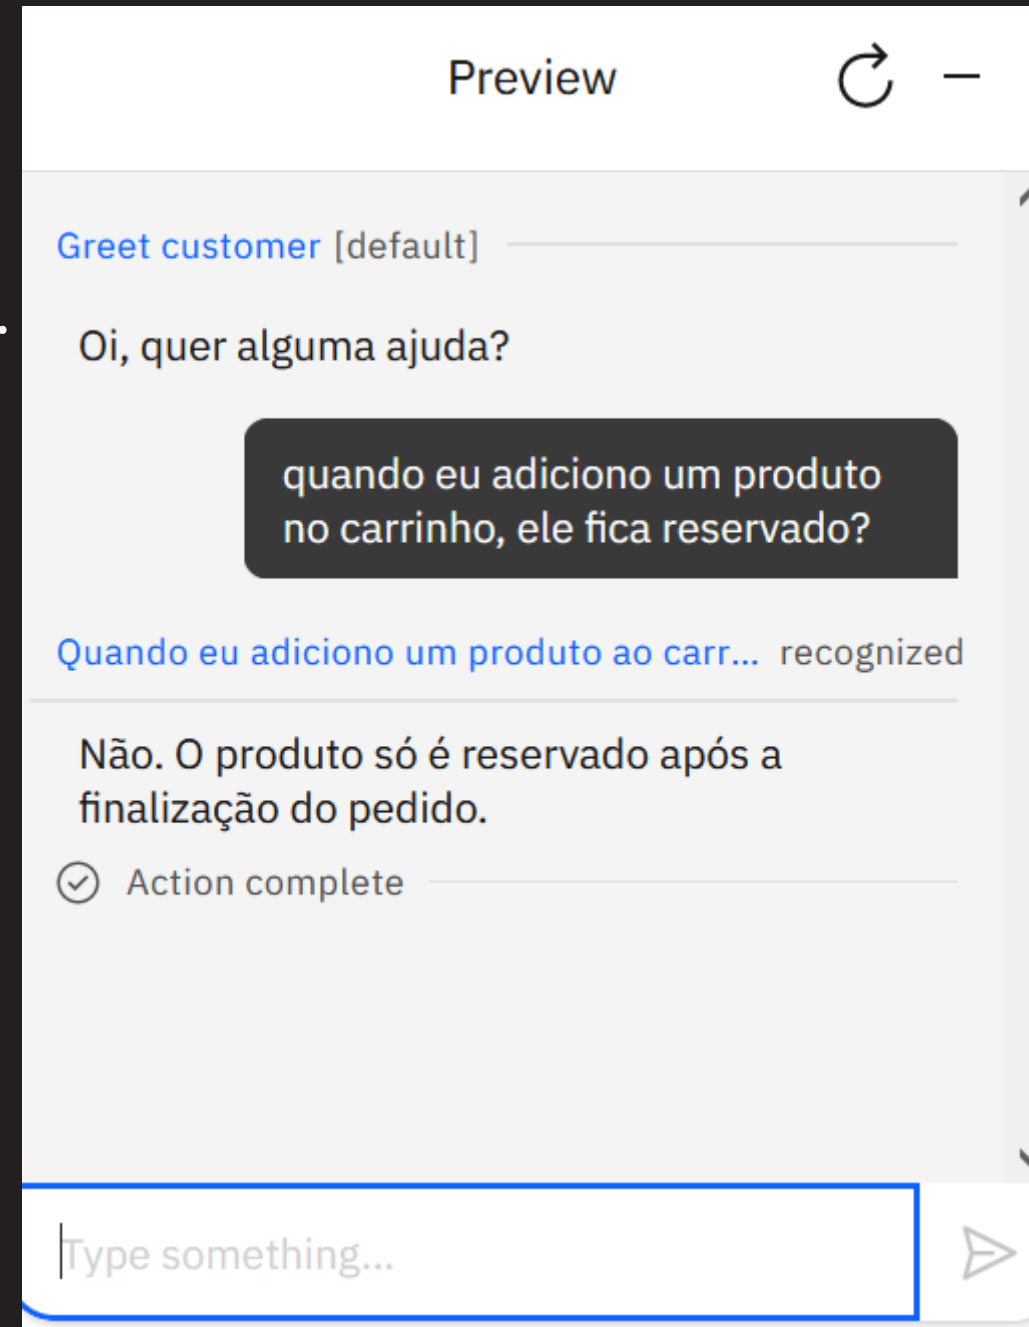 Preview
Greet customer [default]
Oi, quer alguma ajuda?
quando eu adiciono um produto
no carrinho, ele fica reservado?
Quando eu adiciono um produto ao carr... recognized
Não. O produto só é reservado após a
finalização do pedido.
Action complete
Type something...